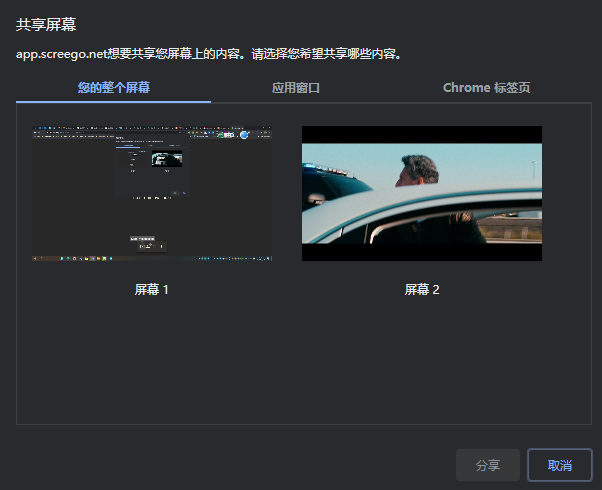 共享屏幕
app.screego.net想要共享您屏幕上的内容。请选择您希望共享哪些内容。
您的整个屏幕
应用窗口
Chrome 标签页
屏幕 1
屏幕 2
分享
取消